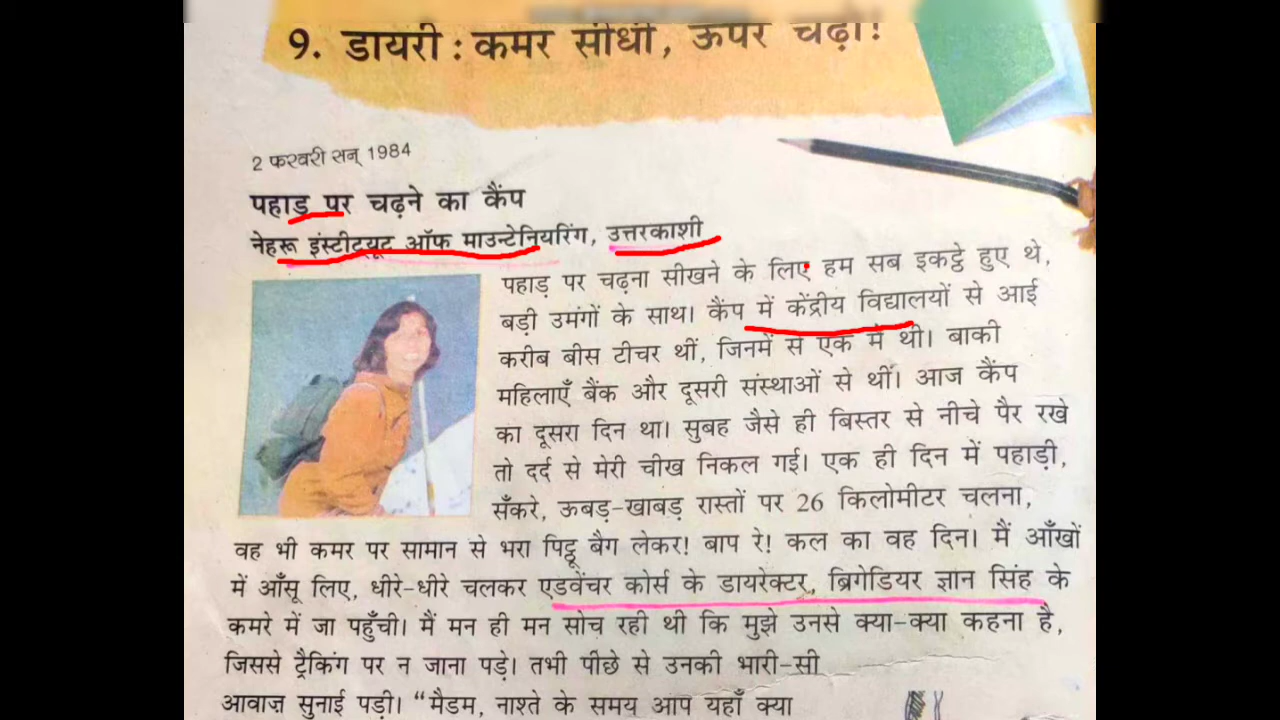 9. डायरी : कमर सीधी, ऊपर चढ़ो!
2 फरवरी सन् 1984
पहाड़ पर चढ़ने का कैंप
नेहरू इंस्टीट्यूट ऑफ माउन्टेनियरिंग, उत्तरकाशी
पहाड़ पर चढ़ना सीखने के लिए हम सब इकट्ठे हुए थे,
बड़ी उमंगों के साथ। कैंप में केंद्रीय विद्यालयों से आई
करीब बीस टीचर थीं, जिनमें से एक मैं थी। बाकी
महिलाएँ बैंक और दूसरी संस्थाओं से थीं। आज कैंप
का दूसरा दिन था। सुबह जैसे ही बिस्तर से नीचे पैर रखे
तो दर्द से मेरी चीख निकल गई। एक ही दिन में पहाड़ी,
सँकरे, ऊबड़-खाबड़ रास्तों पर 26 किलोमीटर चलना,
वह भी कमर पर सामान से भरा पिट्ठू बैग लेकर! बाप रे! कल का वह दिन। मैं आँखों
में आँसू लिए, धीरे-धीरे चलकर एडवेंचर कोर्स के डायरेक्टर, ब्रिगेडियर ज्ञान सिंह के
कमरे में जा पहुँची। मैं मन ही मन सोच रही थी कि मुझे उनसे क्या-क्या कहना है,
जिससे ट्रैकिंग पर न जाना पड़े। तभी पीछे से उनकी भारी-सी
आवाज़ सुनाई पड़ी। “मैडम, नाश्ते के समय आप यहाँ क्या